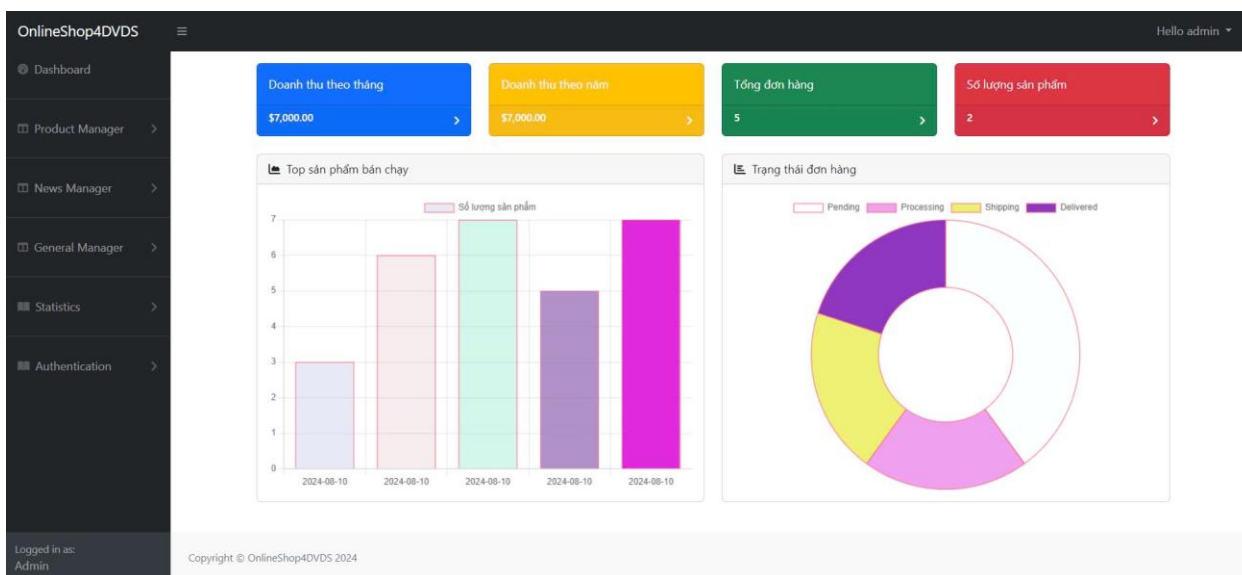 OnlineShop4DVDS
Hello admin
Dashboard
Product Manager
News Manager
General Manager
Statistics
Authentication
Logged in as:
Admin
Doanh thu theo tháng
$7,000.00
Doanh thu theo năm
$7,000.00
Tổng đơn hàng
5
Số lượng sản phẩm
2
Top sản phẩm bán chạy
Số lượng sản phẩm
7
6
5
4
3
2
1
0
2024-08-10 2024-08-10 2024-08-10 2024-08-10 2024-08-10
Trạng thái đơn hàng
Pending Processing Shipping Delivered
Copyright © OnlineShop4DVDS 2024